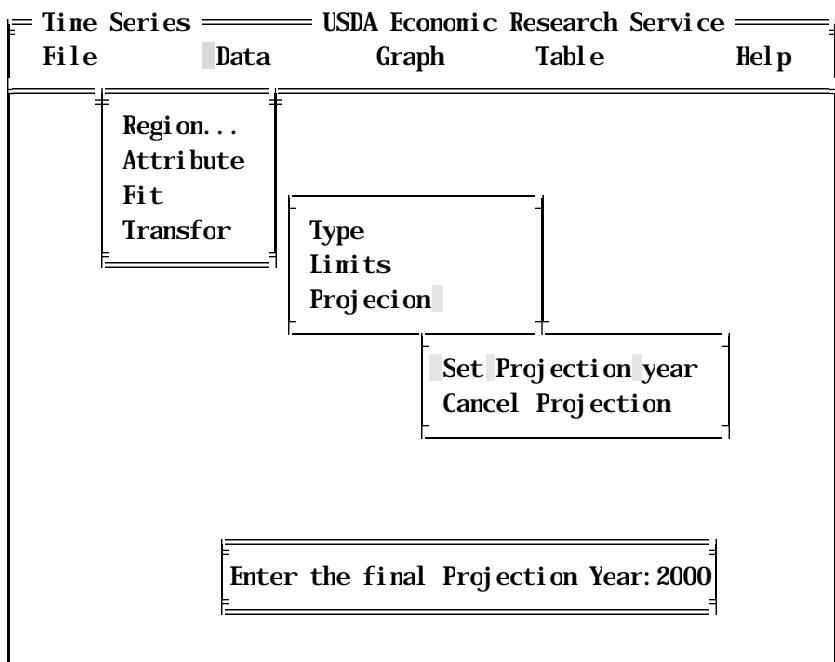 Time Series USDA Economic Research Service
File Data Graph Table Help
Region...
Attribute
Fit
Transfor
Type
Limits
Projecion
Set Projection year
Cancel Projection
Enter the final Projection Year:2000